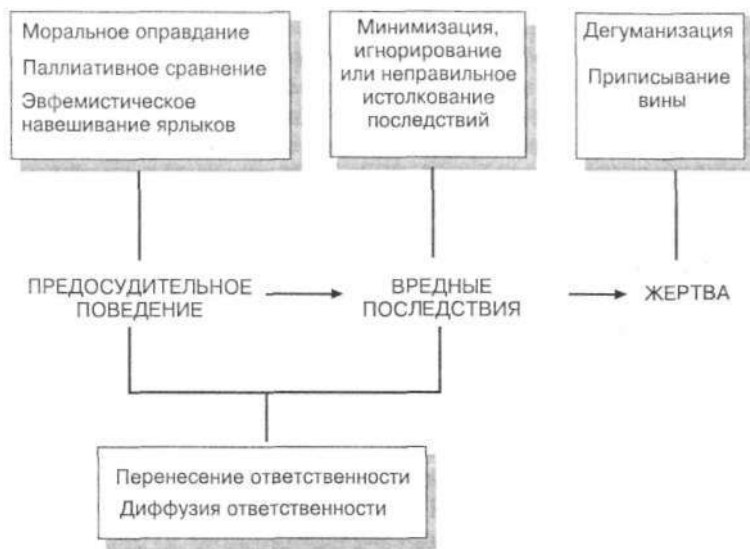 Моральное оправдание
Паллиативное сравнение
Эвфемистическое
навешивание ярлыков
Минимизация,
игнорирование
или неправильное
истолкование
последствий
Дегуманизация
Приписывание
вины
ПРЕДОСУДИТЕЛЬНОЕ
ПОВЕДЕНИЕ
ВРЕДНЫЕ
ПОСЛЕДСТВИЯ
ЖЕРТВА
Перенесение ответственности
Диффузия ответственности